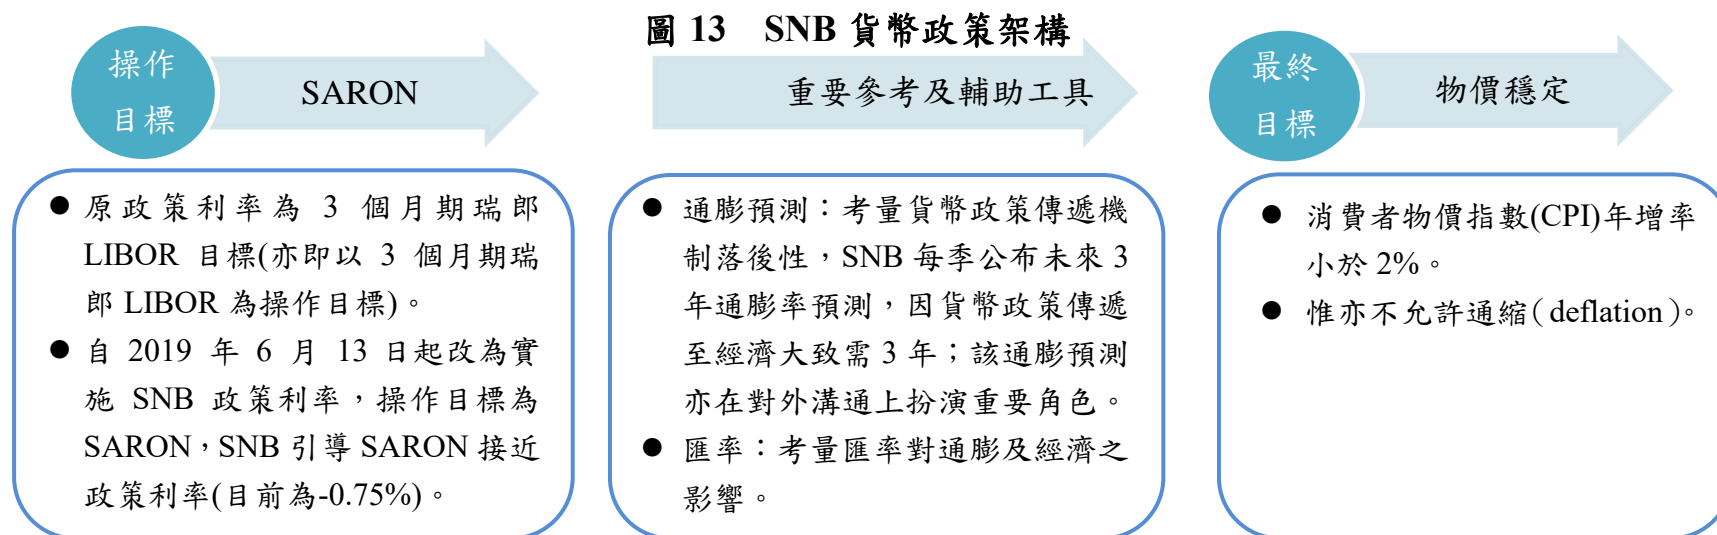 圖 13 SNB 貨幣政策架構
操作
目標
SARON
● 原政策利率為 3 個月期瑞郎
LIBOR 目標(亦即以 3 個月期瑞
郎 LIBOR 為操作目標)。
● 自 2019 年 6 月 13 日起改為實
施 SNB 政策利率，操作目標為
SARON，SNB 引導 SARON 接近
政策利率(目前為-0.75%)。
重要參考及輔助工具
● 通膨預測：考量貨幣政策傳遞機
制落後性，SNB 每季公布未來 3
年通膨率預測，因貨幣政策傳遞
至經濟大致需 3 年；該通膨預測
亦在對外溝通上扮演重要角色。
● 匯率：考量匯率對通膨及經濟之
影響。
最終
目標
物價穩定
● 消費者物價指數(CPI)年增率
小於 2%。
● 惟亦不允許通縮（deflation）。